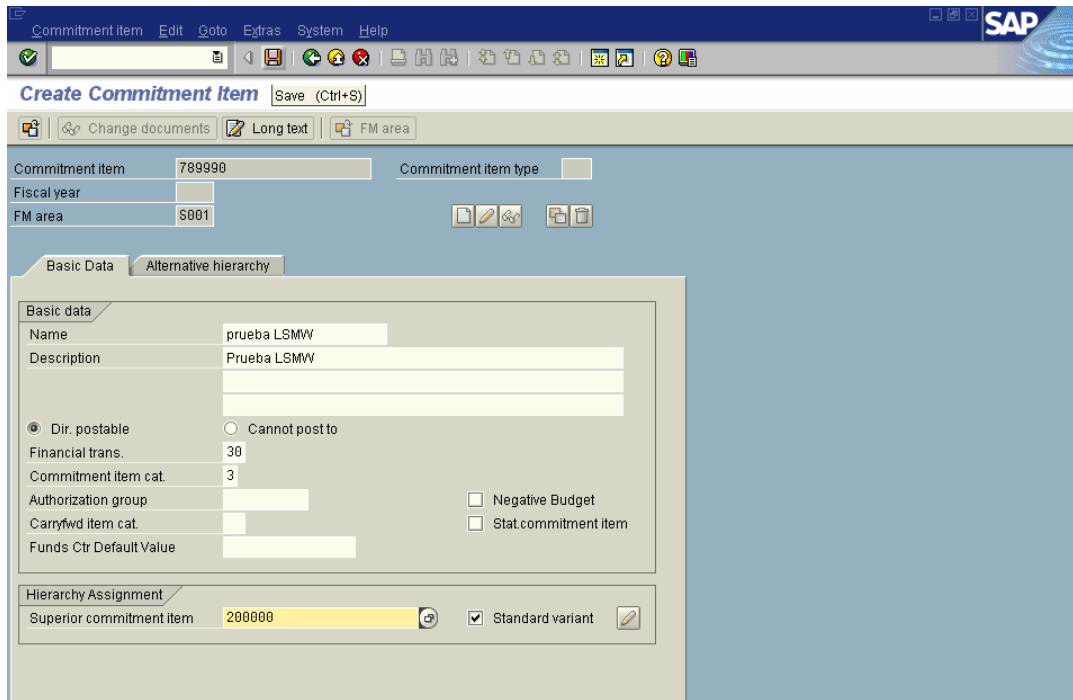 Commitment item Edit Goto Extras System Help
SAP
Create Commitment Item Save (Ctrl+S)
Change documents Long text FM area
Commitment item 789990 Commitment item type
Fiscal year
FM area S001
Basic Data Alternative hierarchy
Basic data
Name prueba LSMW
Description Prueba LSMW
Dir. postable Cannot post to
Financial trans. 30
Commitment item cat. 3
Authorization group Negative Budget
Carryfwd item cat. Stat.commitment item
Funds Ctr Default Value
Hierarchy Assignment
Superior commitment item 200000 Standard variant